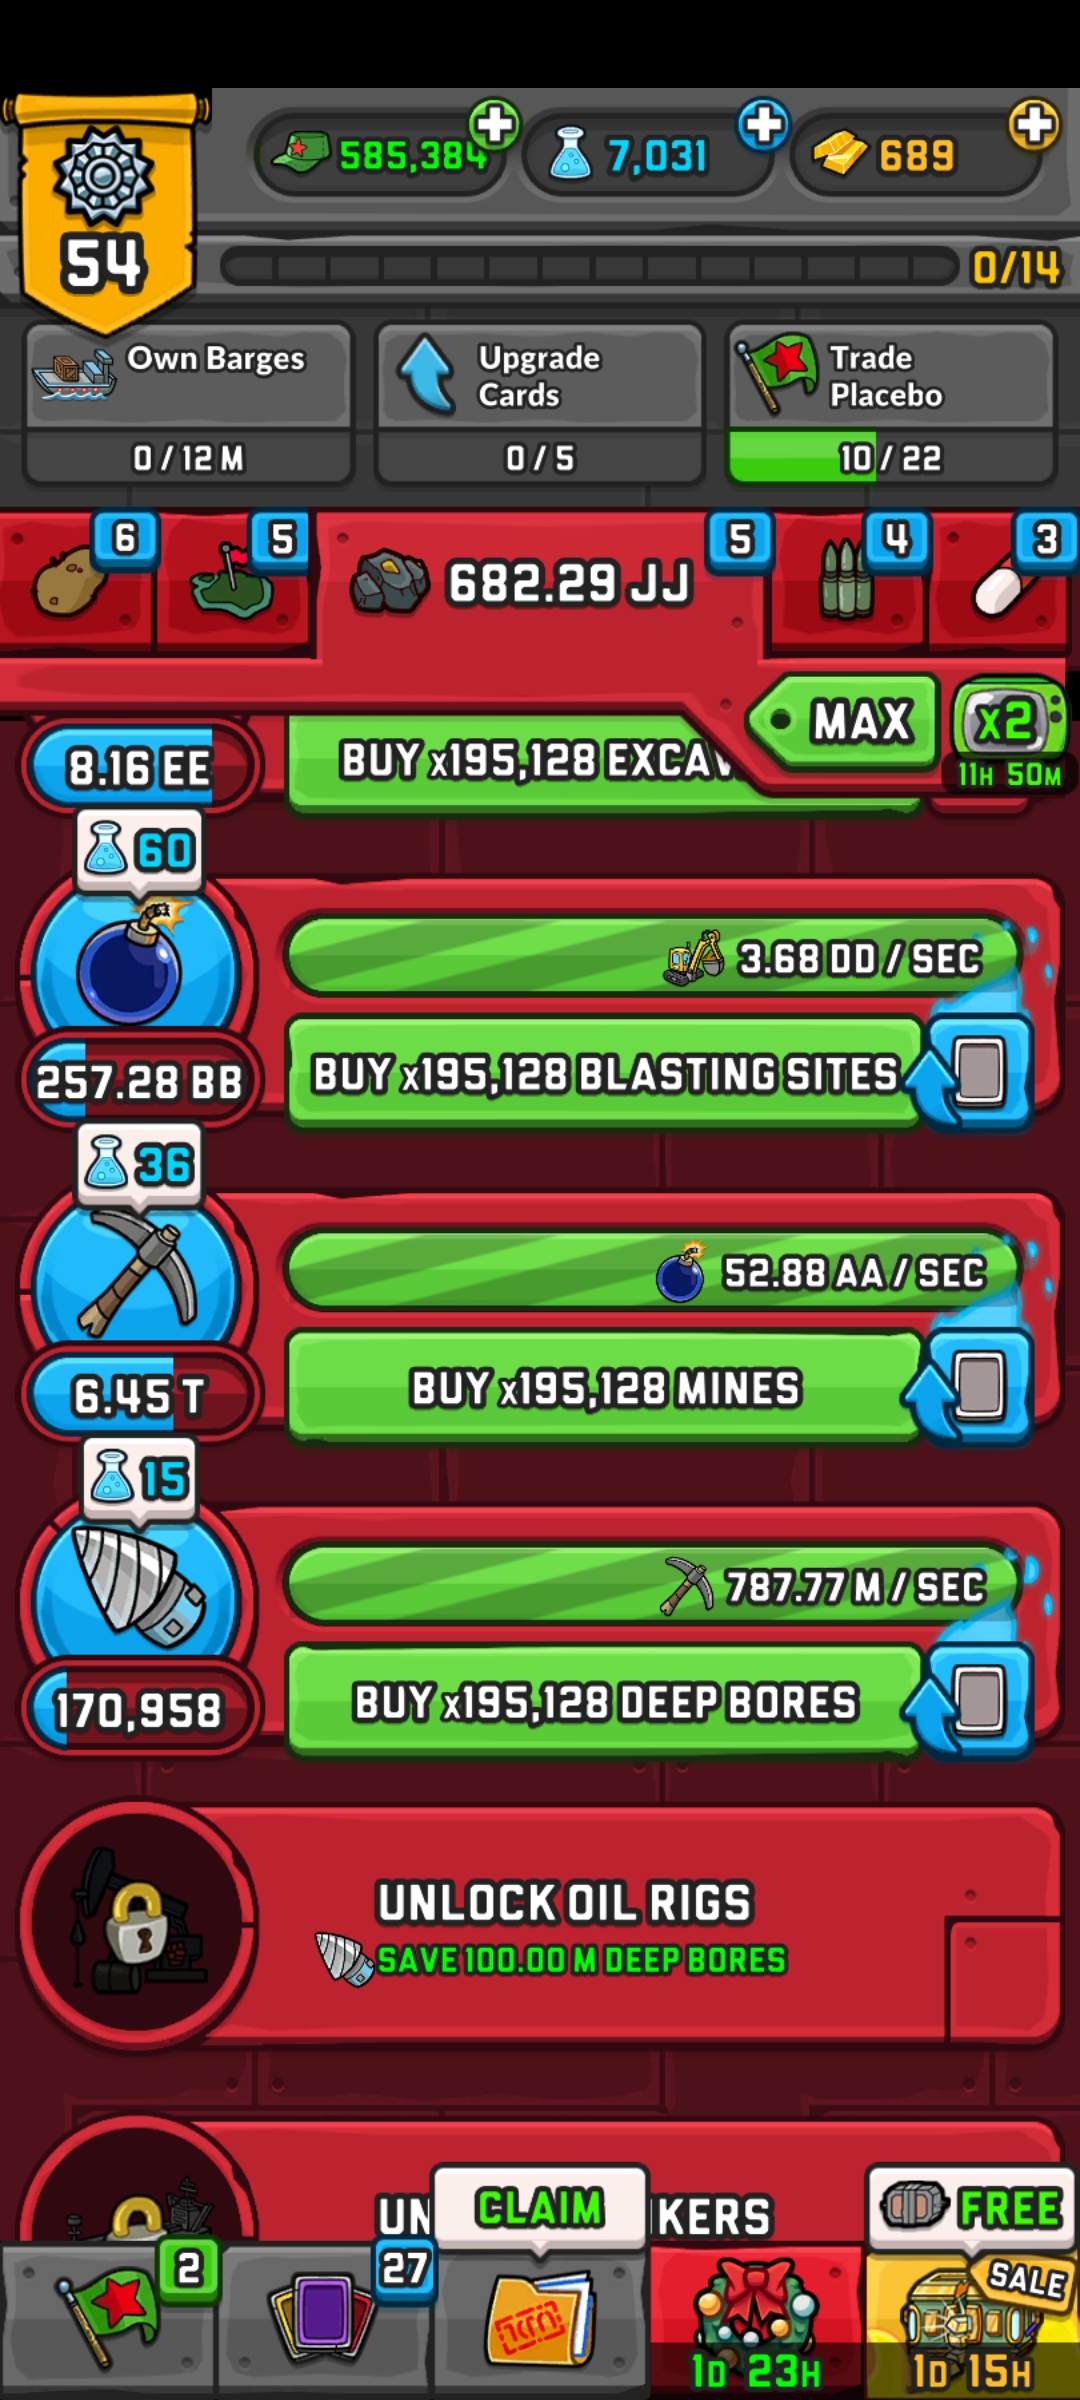 54
585,384
7,031
689
0/14
Own Barges
0 / 12 M
Upgrade
Cards
0 / 5
Trade
Placebo
10 / 22
6
5
682.29 JJ
5
4
3
MAX
x2
11H 50M
8.16 EE
BUY x195,128
60
3.68 DD / SEC
257.28 BB
BUY x195,128 BLASTING SITES
36
52.88 AA / SEC
6.45 T
BUY x195,128 MINES
15
787.77 M / SEC
170,958
BUY x195,128 DEEP BORES
UNLOCK OIL RIGS
SAVE 100.00 M DEEP BORES
CLAIM
FREE
2
27
SALE
1D 23H
1D 15H